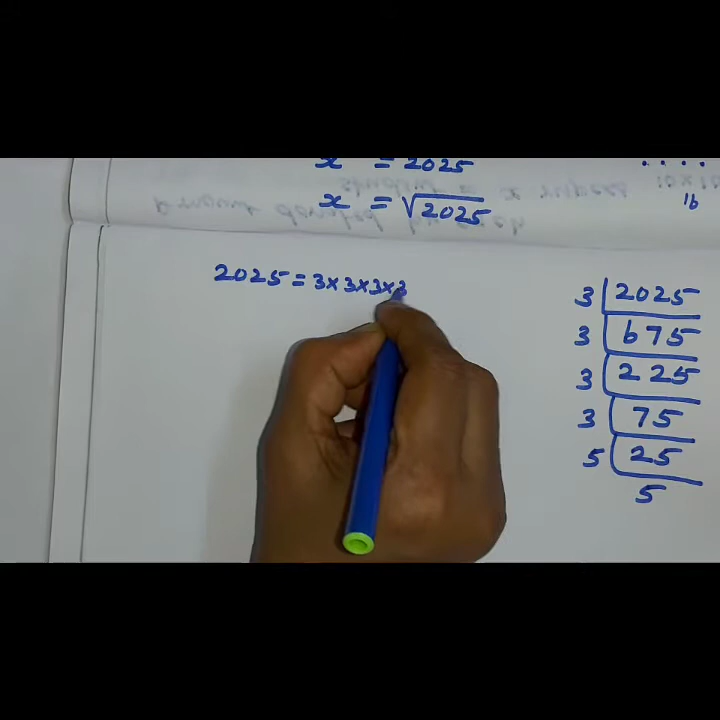 x = 2025
x = √2025
2025 = 3×3×3×3
3 | 2025
3 | 675
3 | 225
3 | 75
5 | 25
5